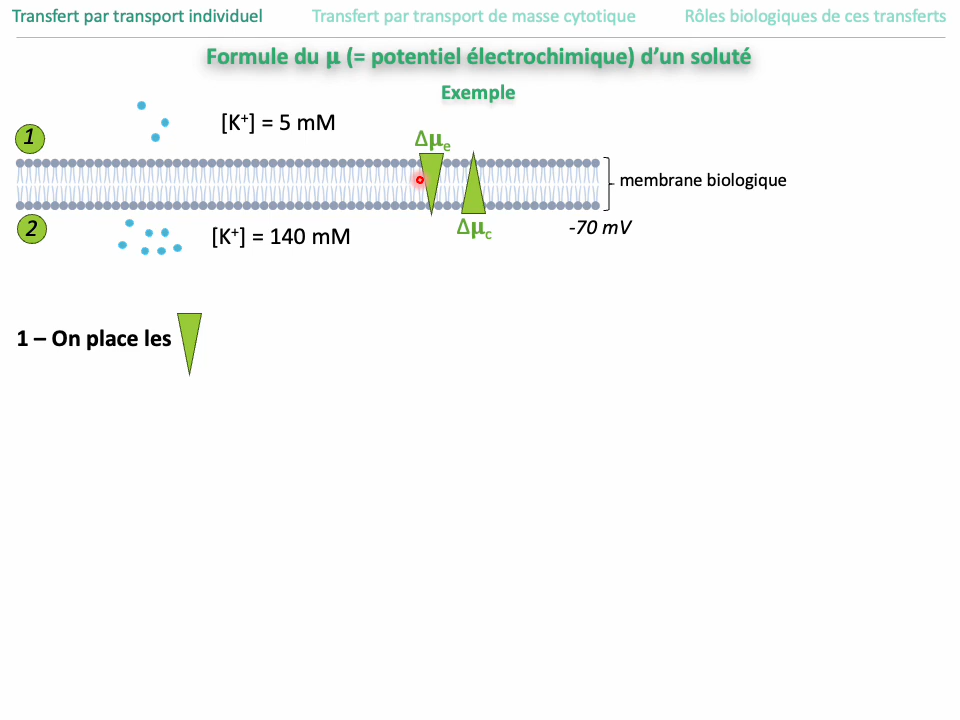 Transfert par transport individuel
Transfert par transport de masse cytotique
Rôles biologiques de ces transferts
Formule du μ (= potentiel électrochimique) d’un soluté
Exemple
[K⁺] = 5 mM
1
Δμₑ
membrane biologique
2
[K⁺] = 140 mM
Δμc
-70 mV
1 – On place les